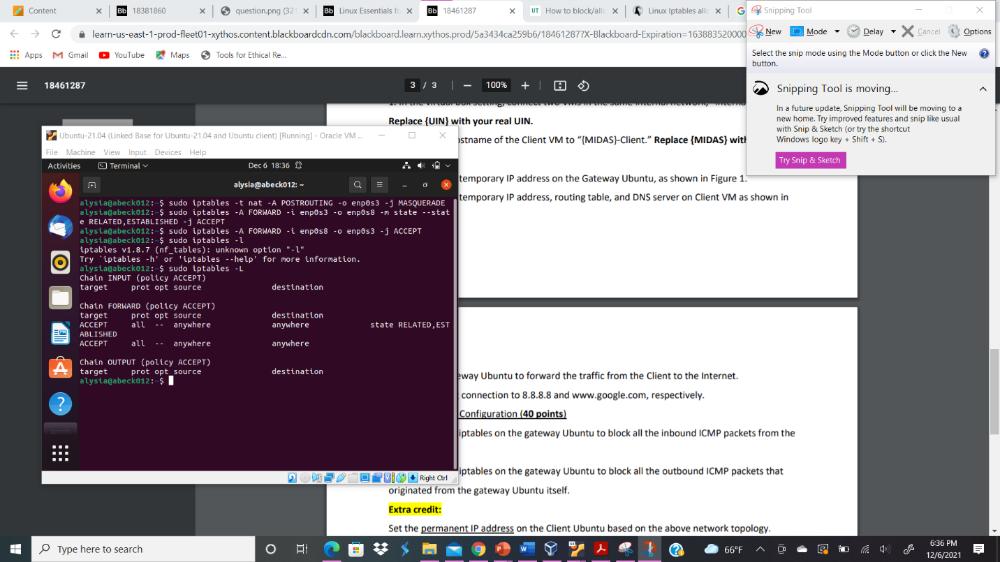 Content
18381860
question.png (321
Linux Essentials fo
18461287
How to block/allo
Linux Iptables allo
Snipping Tool
New
Mode
Delay
Cancel
Options
Select the snip mode using the Mode button or click the New
button.
Snipping Tool is moving...
In a future update, Snipping Tool will be moving to a
new home. Try improved features and snip like usual
with Snip & Sketch (or try the shortcut
Windows logo key + Shift + S).
Try Snip & Sketch
learn-us-east-1-prod-fleet01-xythos.content.blackboardcdn.com/blackboard.learn.xythos.prod/5a3434ca259b6/18461287?X-Blackboard-Expiration=163883520000
Apps
Gmail
YouTube
Maps
Tools for Ethical Re...
18461287
3 / 3
100%
1. In the virtual box setting, connect two VMs in the same internal network,
Replace {UIN} with your real UIN.
ostname of the Client VM to “{MIDAS}-Client.” Replace {MIDAS} with
temporary IP address on the Gateway Ubuntu, as shown in Figure 1.
temporary IP address, routing table, and DNS server on Client VM as shown in
eway Ubuntu to forward the traffic from the Client to the Internet.
connection to 8.8.8.8 and www.google.com, respectively.
Configuration (40 points)
iptables on the gateway Ubuntu to block all the inbound ICMP packets from the
iptables on the gateway Ubuntu to block all the outbound ICMP packets that
originated from the gateway Ubuntu itself.
Extra credit:
Set the permanent IP address on the Client Ubuntu based on the above network topology.
Ubuntu-21.04 (Linked Base for Ubuntu-21.04 and Ubuntu client) [Running] - Oracle VM ...
File Machine View Input Devices Help
Activities
Terminal
Dec 6 18:36
alysia@abeck012: ~
alysia@abeck012:~$ sudo iptables -t nat -A POSTROUTING -o enp0s3 -j MASQUERADE
alysia@abeck012:~$ sudo iptables -A FORWARD -i enp0s3 -o enp0s8 -m state --stat
e RELATED,ESTABLISHED -j ACCEPT
alysia@abeck012:~$ sudo iptables -A FORWARD -i enp0s8 -o enp0s3 -j ACCEPT
alysia@abeck012:~$ sudo iptables -l
iptables v1.8.7 (nf_tables): unknown option "-l"
Try `iptables -h' or 'iptables --help' for more information.
alysia@abeck012:~$ sudo iptables -L
Chain INPUT (policy ACCEPT)
target     prot opt source               destination
Chain FORWARD (policy ACCEPT)
target     prot opt source               destination
ACCEPT     all  --  anywhere             anywhere             state RELATED,EST
ABLISHED
ACCEPT     all  --  anywhere             anywhere
Chain OUTPUT (policy ACCEPT)
target     prot opt source               destination
alysia@abeck012:~$
Right Ctrl
Type here to search
66°F
6:36 PM
12/6/2021